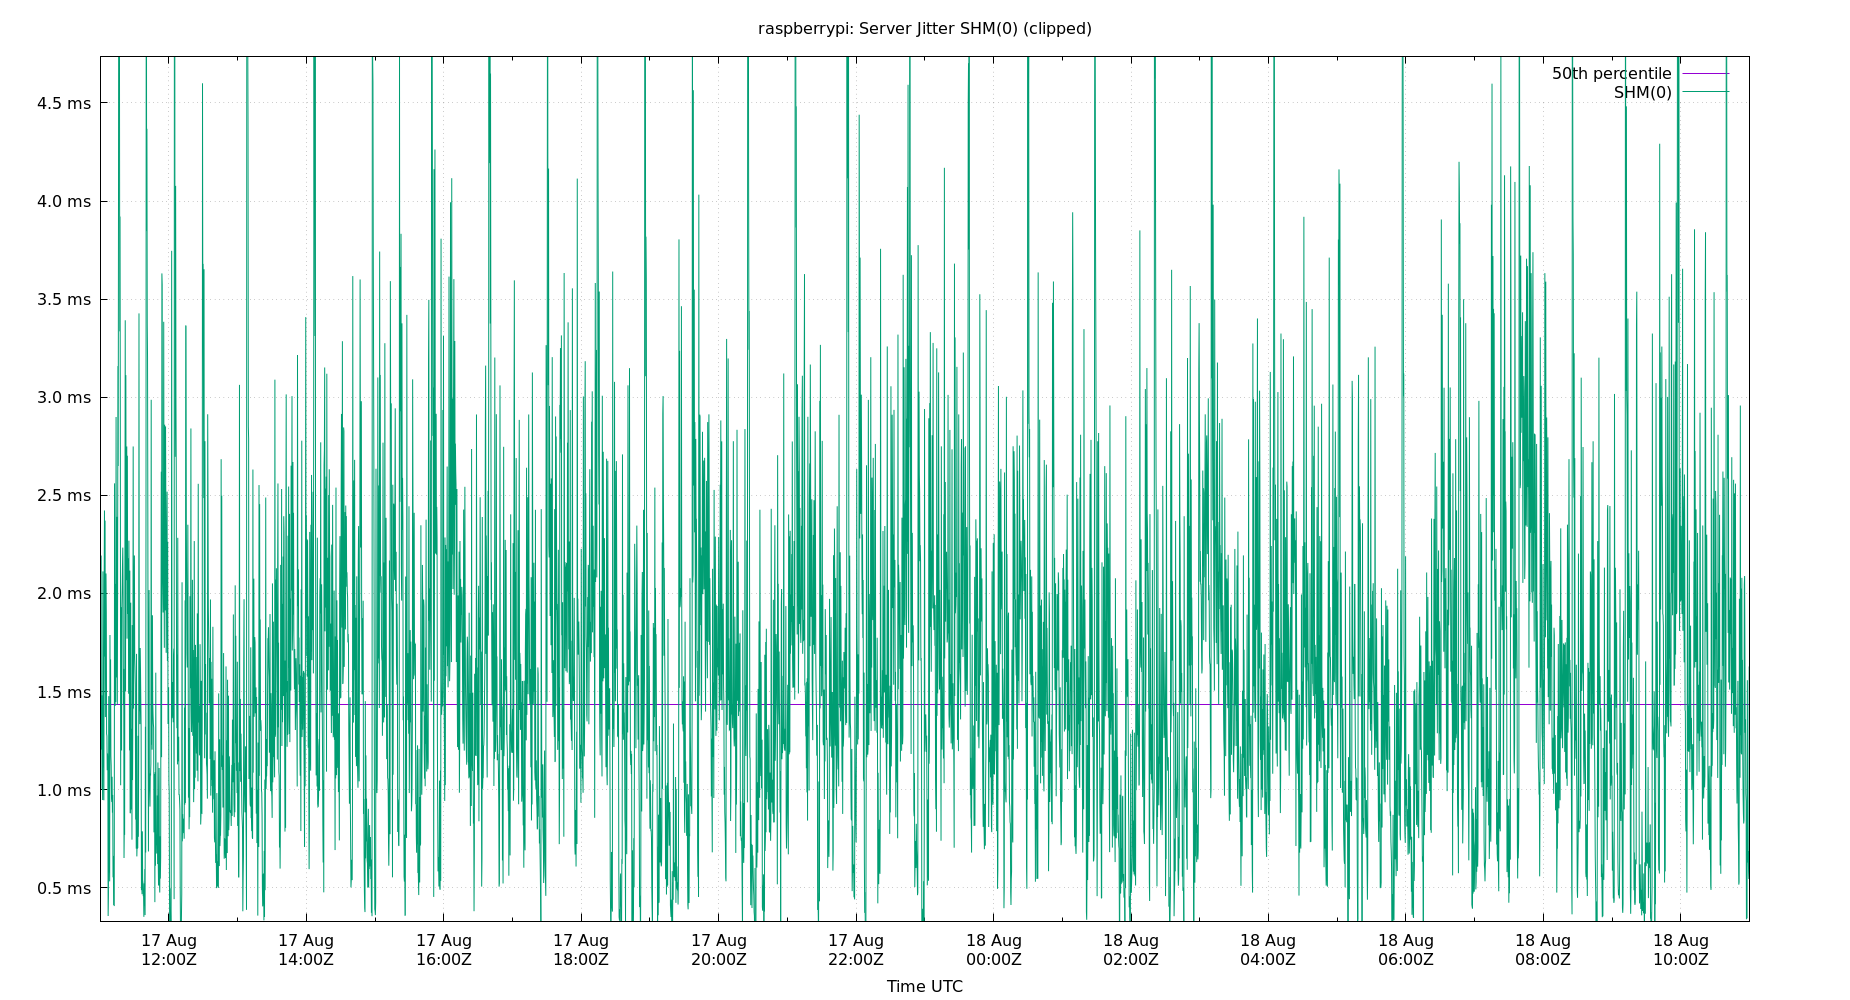 raspberrypi: Server Jitter SHM(0) (clipped)
50th percentile
SHM(0)
4.5 ms
4.0 ms
3.5 ms
3.0 ms
2.5 ms
2.0 ms
1.5 ms
1.0 ms
0.5 ms
17 Aug 17 Aug 17 Aug 17 Aug 17 Aug 17 Aug 18 Aug 18 Aug 18 Aug 18 Aug 18 Aug 18 Aug
12:00Z 14:00Z 16:00Z 18:00Z 20:00Z 22:00Z 00:00Z 02:00Z 04:00Z 06:00Z 08:00Z 10:00Z
Time UTC